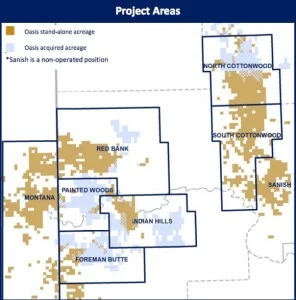 Project Areas
Oasis stand-alone acreage
Oasis acquired acreage
*Sanish is a non-operated position
NORTH COTTONWOOD
SOUTH COTTONWOOD
RED BANK
SANISH
PAINTED WOODS
MONTANA
INDIAN HILLS
FOREMAN BUTTE